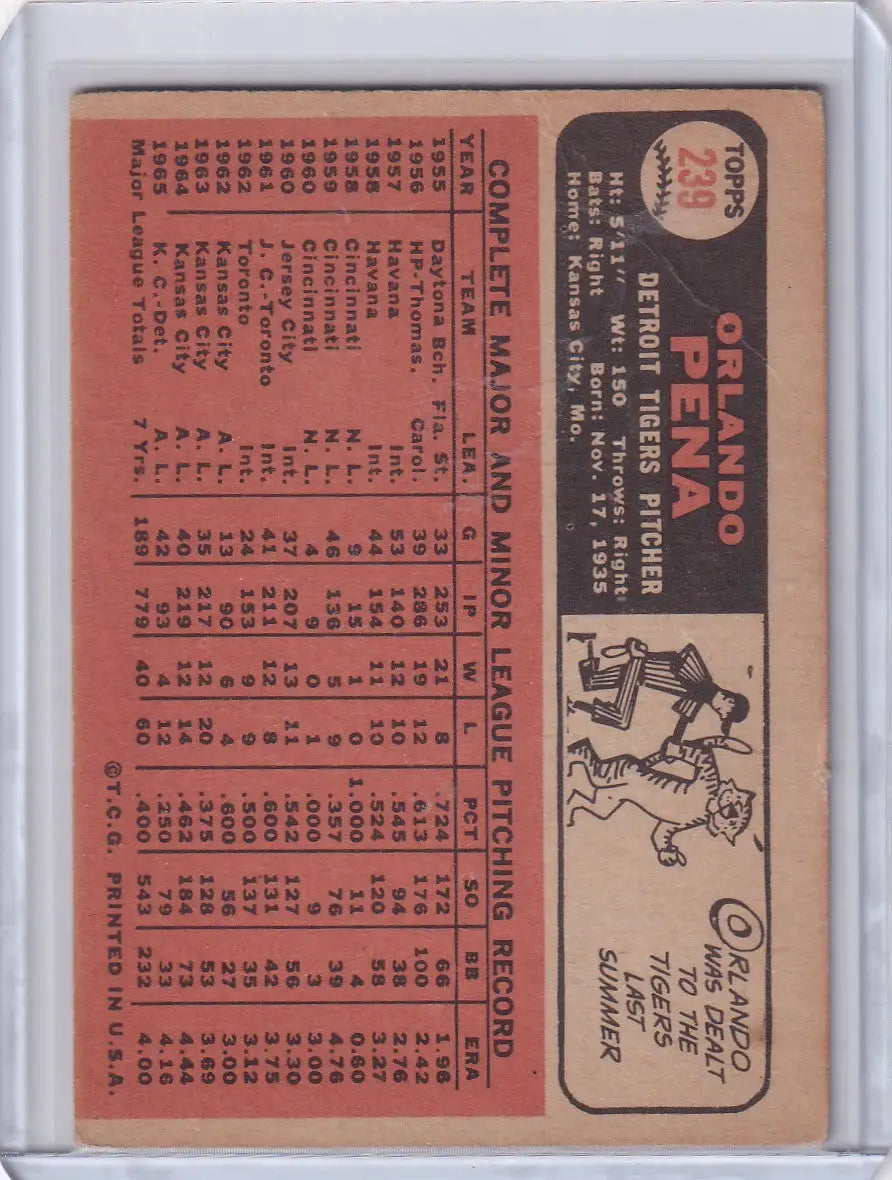 TOPPS
239
ORLANDO
PENA
DETROIT TIGERS PITCHER
Ht: 5'11" Wt: 150 Throws: Right
Bats: Right Born: Nov. 17, 1935
Home: Kansas City, Mo.
ORLANDO
WAS DEALT
TO THE
TIGERS
LAST
SUMMER
COMPLETE MAJOR AND MINOR LEAGUE PITCHING RECORD
YEAR TEAM LEA. G IP W L PCT SO BB ERA
1955 Daytona Bch. Fla. St. 33 253 21 8 .724 172 66 1.96
1956 HP-Thomas. Carol. 39 286 19 12 .613 176 100 2.42
1957 Havana Int. 53 140 12 10 .545 94 38 2.76
1958 Havana Int. 44 154 11 10 .524 120 58 3.27
1958 Cincinnati N. L. 9 15 1 0 1.000 11 4 0.60
1959 Cincinnati N. L. 46 136 5 9 .357 76 39 4.76
1960 Cincinnati N. L. 4 9 0 1 .000 9 3 3.00
1960 Jersey City Int. 37 207 13 11 .542 127 56 3.30
1961 J. C.-Toronto Int. 41 211 12 8 .600 131 42 3.75
1962 Toronto Int. 24 153 9 9 .500 137 35 3.12
1962 Kansas City A. L. 13 90 6 4 .600 56 27 3.00
1963 Kansas City A. L. 35 217 12 20 .375 128 53 3.69
1964 Kansas City A. L. 40 219 12 14 .462 184 73 4.44
1965 K. C.-Det. A. L. 42 93 4 12 .250 79 33 4.16
Major League Totals 7 Yrs. 189 779 40 60 .400 543 232 4.00
©T.C.G. PRINTED IN U.S.A.